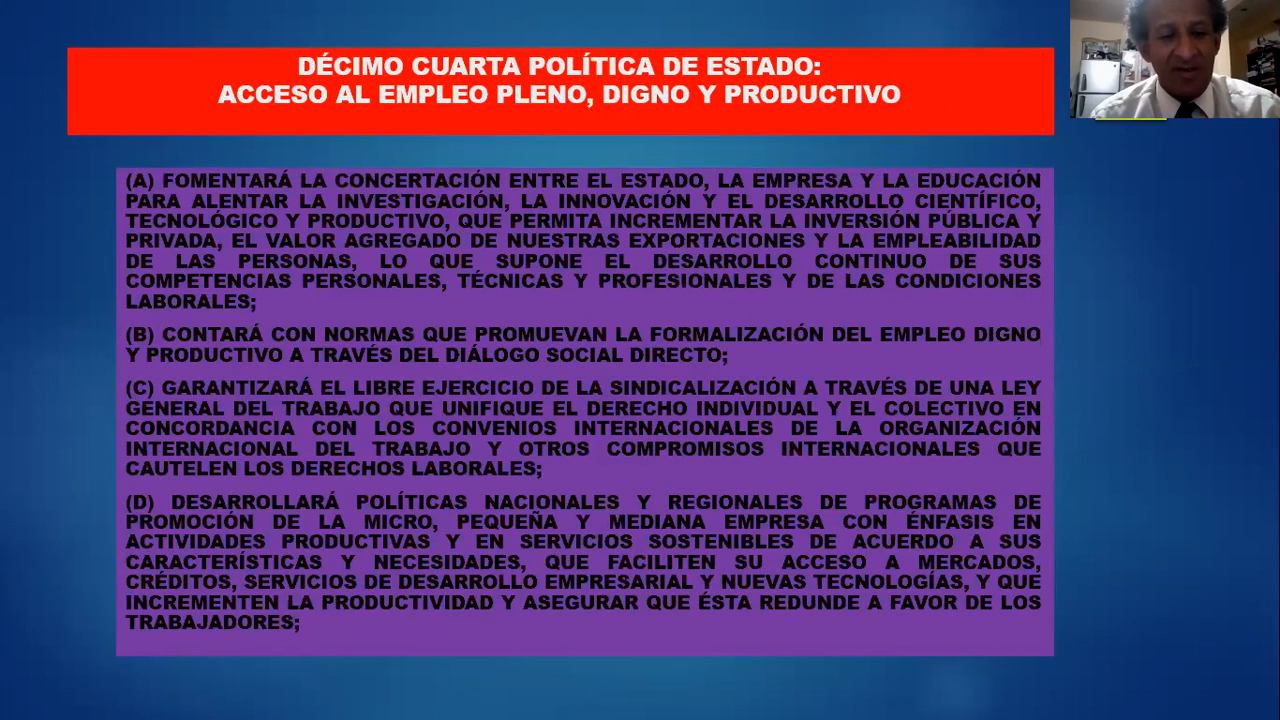 DÉCIMO CUARTA POLÍTICA DE ESTADO:
ACCESO AL EMPLEO PLENO, DIGNO Y PRODUCTIVO
(A) FOMENTARÁ LA CONCERTACIÓN ENTRE EL ESTADO, LA EMPRESA Y LA EDUCACIÓN
PARA ALENTAR LA INVESTIGACIÓN, LA INNOVACIÓN Y EL DESARROLLO CIENTÍFICO,
TECNOLÓGICO Y PRODUCTIVO, QUE PERMITA INCREMENTAR LA INVERSIÓN PÚBLICA Y
PRIVADA, EL VALOR AGREGADO DE NUESTRAS EXPORTACIONES Y LA EMPLEABILIDAD
DE LAS PERSONAS, LO QUE SUPONE EL DESARROLLO CONTINUO DE SUS
COMPETENCIAS PERSONALES, TÉCNICAS Y PROFESIONALES Y DE LAS CONDICIONES
LABORALES;
(B) CONTARÁ CON NORMAS QUE PROMUEVAN LA FORMALIZACIÓN DEL EMPLEO DIGNO
Y PRODUCTIVO A TRAVÉS DEL DIÁLOGO SOCIAL DIRECTO;
(C) GARANTIZARÁ EL LIBRE EJERCICIO DE LA SINDICALIZACIÓN A TRAVÉS DE UNA LEY
GENERAL DEL TRABAJO QUE UNIFIQUE EL DERECHO INDIVIDUAL Y EL COLECTIVO EN
CONCORDANCIA CON LOS CONVENIOS INTERNACIONALES DE LA ORGANIZACIÓN
INTERNACIONAL DEL TRABAJO Y OTROS COMPROMISOS INTERNACIONALES QUE
CAUTELEN LOS DERECHOS LABORALES;
(D) DESARROLLARÁ POLÍTICAS NACIONALES Y REGIONALES DE PROGRAMAS DE
PROMOCIÓN DE LA MICRO, PEQUEÑA Y MEDIANA EMPRESA CON ÉNFASIS EN
ACTIVIDADES PRODUCTIVAS Y EN SERVICIOS SOSTENIBLES DE ACUERDO A SUS
CARACTERÍSTICAS Y NECESIDADES, QUE FACILITEN SU ACCESO A MERCADOS,
CRÉDITOS, SERVICIOS DE DESARROLLO EMPRESARIAL Y NUEVAS TECNOLOGÍAS, Y QUE
INCREMENTEN LA PRODUCTIVIDAD Y ASEGURAR QUE ÉSTA REDUNDE A FAVOR DE LOS
TRABAJADORES;